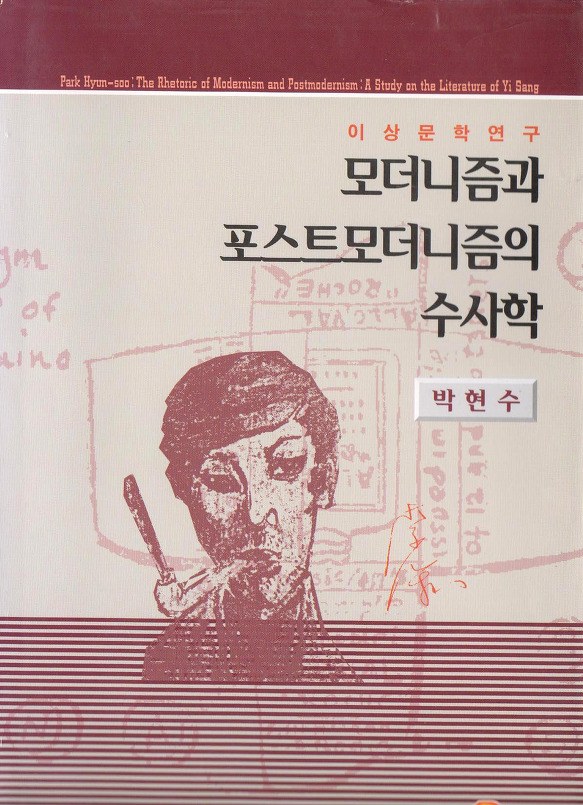 Park Hyun-soo:The Rhetoric of Modernism and Postmodernism:A Study on the Literature of Yi Sang
이상문학연구
모더니즘과
포스트모더니즘의
수사학
박현수
of
"ROCHE"